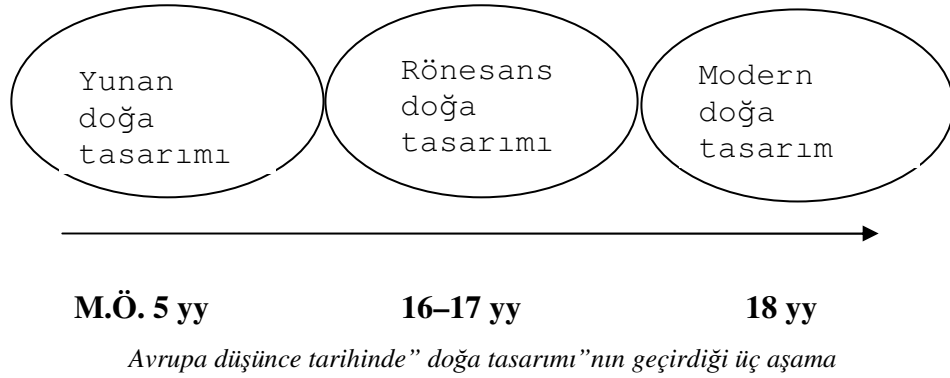 Yunan
doğa
tasarımı
Rönesans
doğa
tasarımı
Modern
doğa
tasarım
M.Ö. 5 yy
16–17 yy
18 yy
Avrupa düşünce tarihinde” doğa tasarımı”nın geçirdiği üç aşama